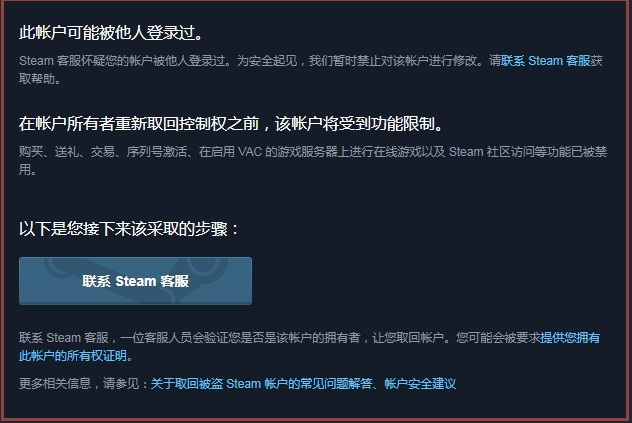 此帐户可能被他人登录过。
Steam 客服怀疑您的帐户被他人登录过。为安全起见，我们暂时禁止对该帐户进行修改。请联系 Steam 客服获
取帮助。
在帐户所有者重新取回控制权之前，该帐户将受到功能限制。
购买、送礼、交易、序列号激活、在启用 VAC 的游戏服务器上进行在线游戏以及 Steam 社区访问等功能已被禁
用。
以下是您接下来该采取的步骤：
联系 Steam 客服
联系 Steam 客服，一位客服人员会验证您是否是该帐户的拥有者，让您取回帐户。您可能会被要求提供您拥有
此帐户的所有权证明。
更多相关信息，请参见：关于取回被盗 Steam 帐户的常见问题解答、帐户安全建议